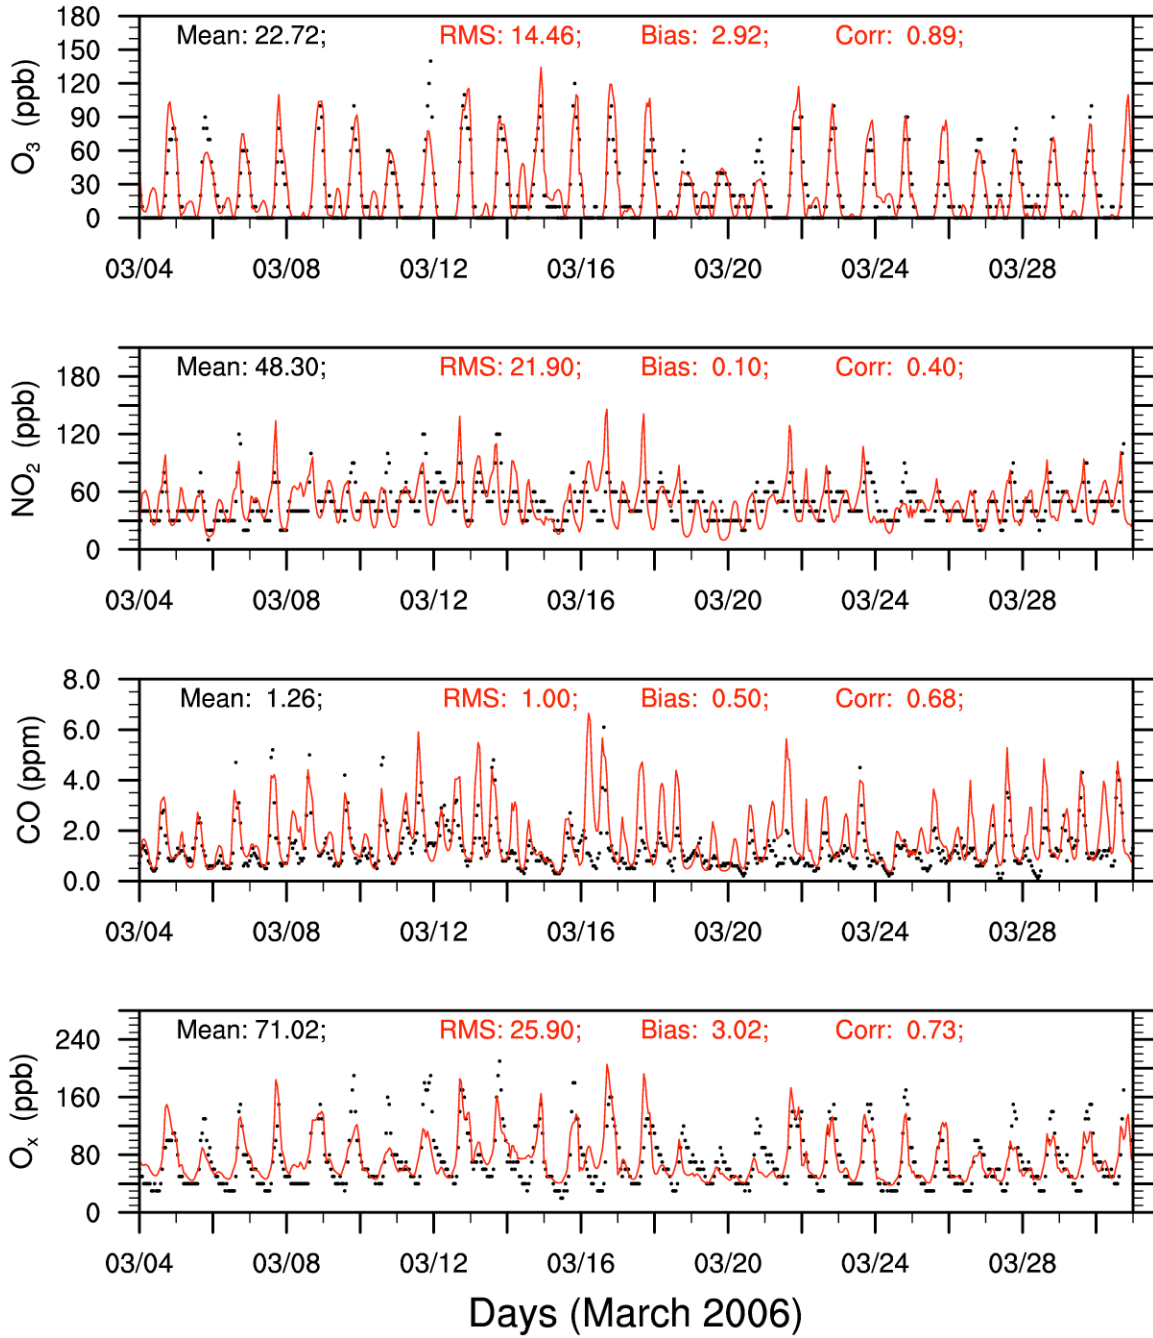 180
Mean: 22.72; RMS: 14.46; Bias: 2.92; Corr: 0.89;
150
120
90
60
30
0
O₃ (ppb)
03/04 03/08 03/12 03/16 03/20 03/24 03/28
Mean: 48.30; RMS: 21.90; Bias: 0.10; Corr: 0.40;
180
120
60
0
NO₂ (ppb)
03/04 03/08 03/12 03/16 03/20 03/24 03/28
8.0
Mean: 1.26; RMS: 1.00; Bias: 0.50; Corr: 0.68;
6.0
4.0
2.0
0.0
CO (ppm)
03/04 03/08 03/12 03/16 03/20 03/24 03/28
Mean: 71.02; RMS: 25.90; Bias: 3.02; Corr: 0.73;
240
160
80
0
Oₓ (ppb)
03/04 03/08 03/12 03/16 03/20 03/24 03/28
Days (March 2006)